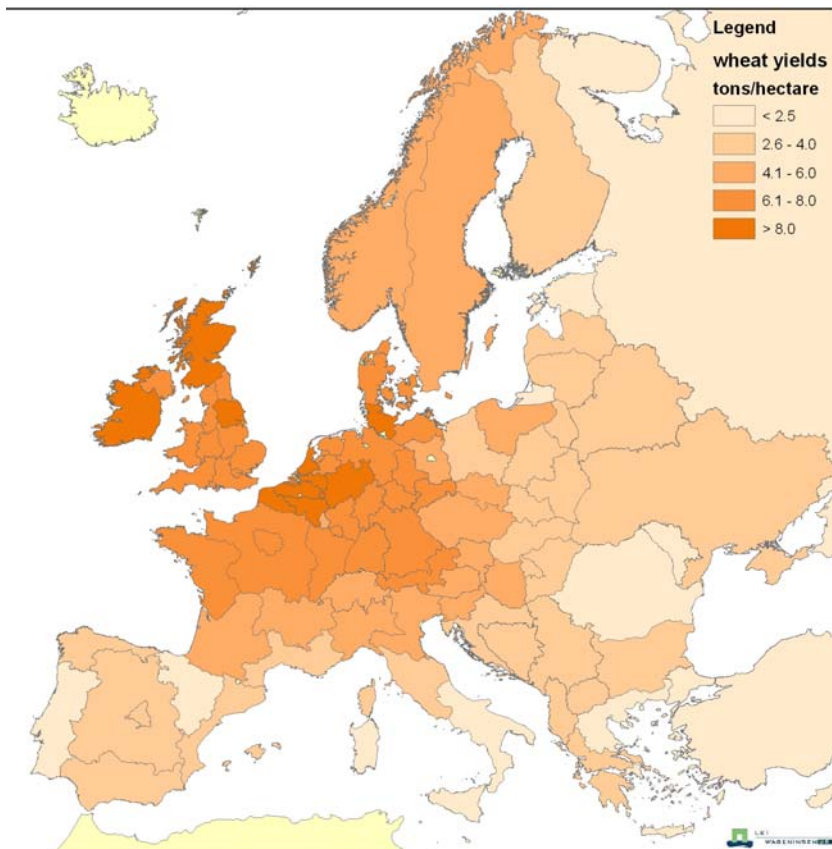 Legend
wheat yields
tons/hectare
< 2.5
2.6 - 4.0
4.1 - 6.0
6.1 - 8.0
> 8.0
LEI
WAGENINGEN